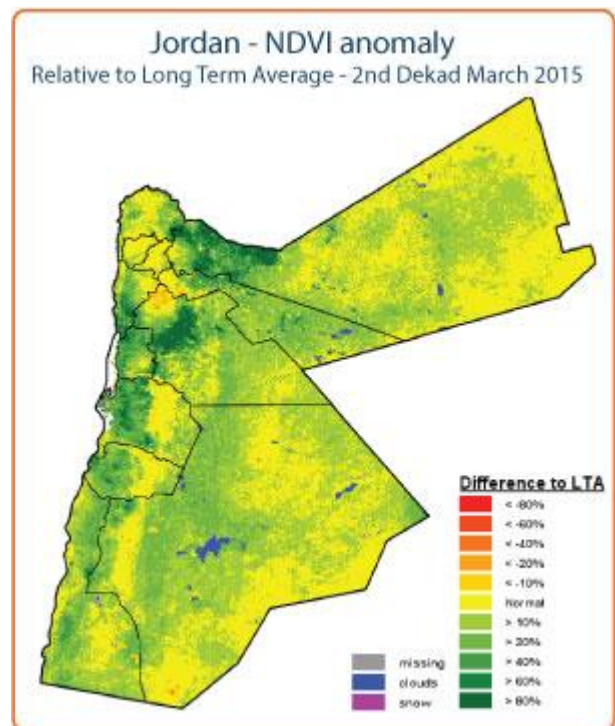 Jordan - NDVI anomaly
Relative to Long Term Average - 2nd Dekad March 2015
Difference to LTA
< -80%
< -60%
< -40%
< -20%
< -10%
Normal
> 10%
> 20%
> 40%
> 60%
> 80%
missing
clouds
snow